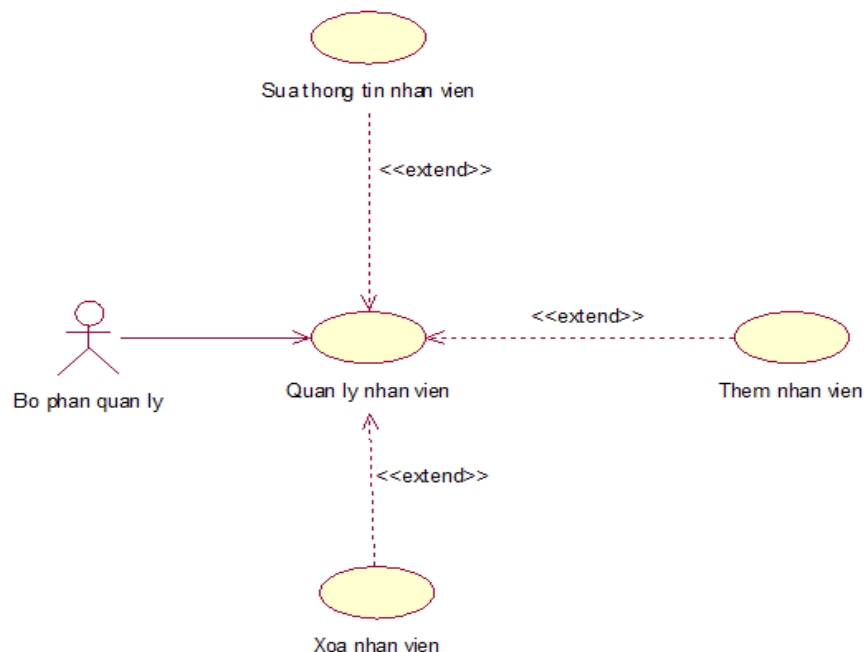 Sua thong tin nhan vien
<<extend>>
<<extend>>
Bo phan quan ly
Quan ly nhan vien
Them nhan vien
<<extend>>
Xoa nhan vien